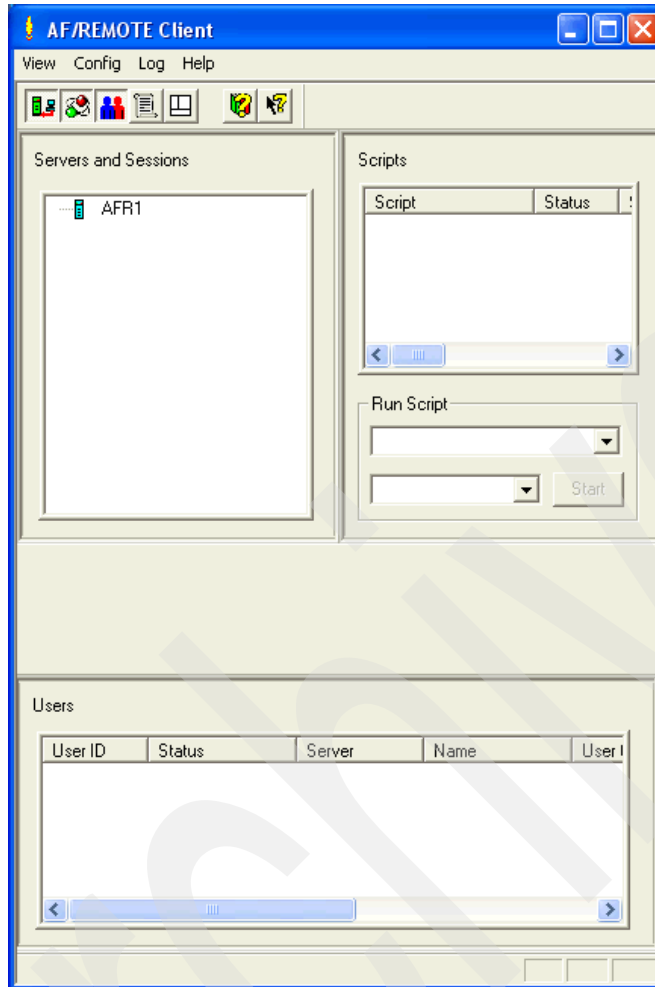 AF/REMOTE Client
View Config Log Help
Servers and Sessions
AFR1
Scripts
Script Status
Run Script
Start
Users
User ID Status Server Name User